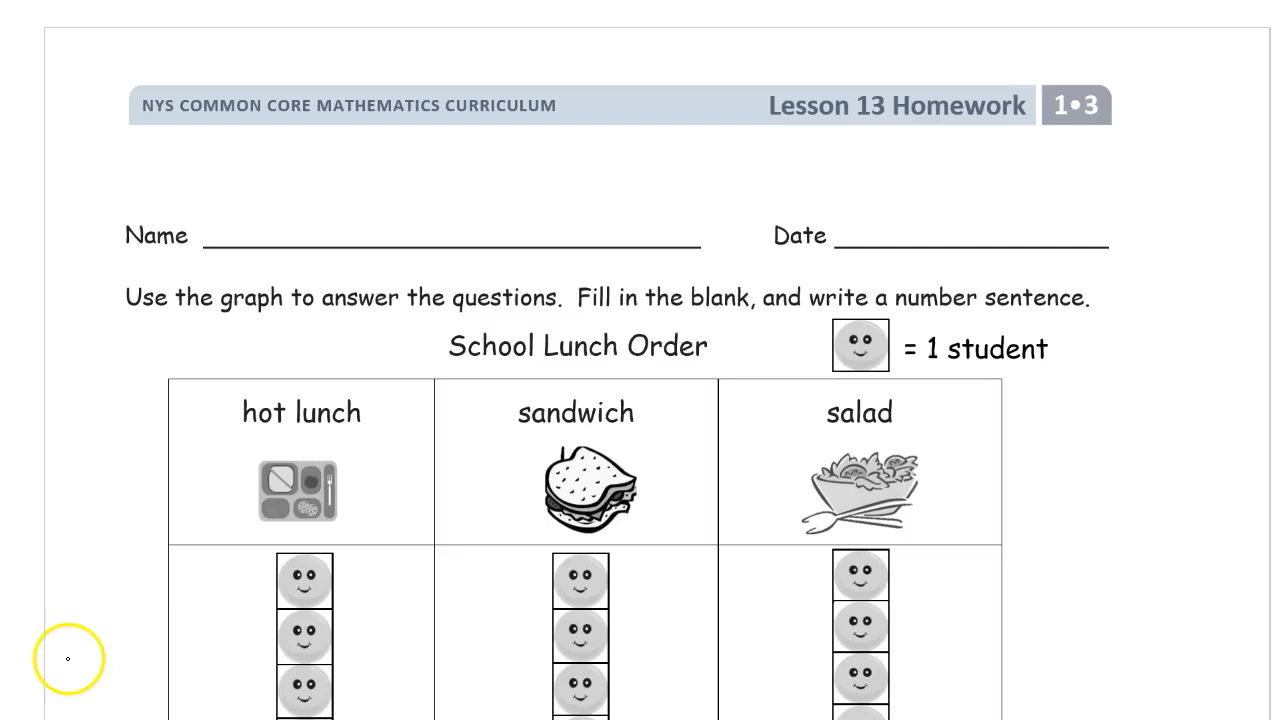 NYS COMMON CORE MATHEMATICS CURRICULUM Lesson 13 Homework 1•3
Name Date
Use the graph to answer the questions. Fill in the blank, and write a number sentence.
School Lunch Order = 1 student
hot lunch sandwich salad